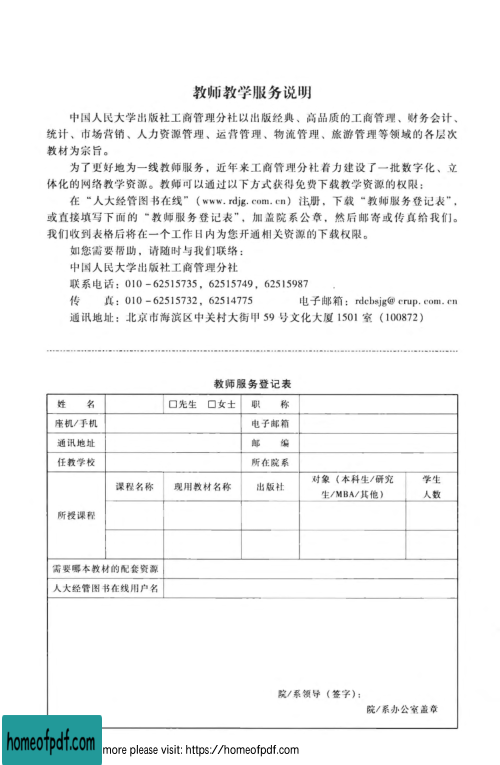 教师教学服务说明
中国人民大学出版社工商管理分社以出版经典、高品质的工商管理、财务会计、
统计、市场营销、人力资源管理、运营管理、物流管理、旅游管理等领域的各层次
教材为宗旨。
为了更好地为一线教师服务，近年来工商管理分社着力建设了一批数字化、立
体化的网络教学资源。教师可以通过以下方式获得免费下载教学资源的权限：
在“人大经管图书在线”（www.rdjg.com.cn）注册，下载“教师服务登记表”，
或直接填写下面的“教师服务登记表”，加盖院系公章，然后邮寄或传真给我们。
我们收到表格后将在一个工作日内为您开通相关资源的下载权限。
如您需要帮助，请随时与我们联络：
中国人民大学出版社工商管理分社
联系电话：010－62515735，62515749，62515987
传　　真：010－62515732，62514775　　电子邮箱：rdcbsjg@crup.com.cn
通讯地址：北京市海滨区中关村大街甲59号文化大厦1501室（100872）
教师服务登记表
姓　名　□先生　□女士　职　称
座机/手机　电子邮箱
通讯地址　邮　编
任教学校　所在院系
所授课程　课程名称　现用教材名称　出版社　对象（本科生/研究生/MBA/其他）　学生人数
需要哪本教材的配套资源
人大经管图书在线用户名
院/系领导（签字）：
院/系办公室盖章
homeofpdf.com more please visit: https://homeofpdf.com